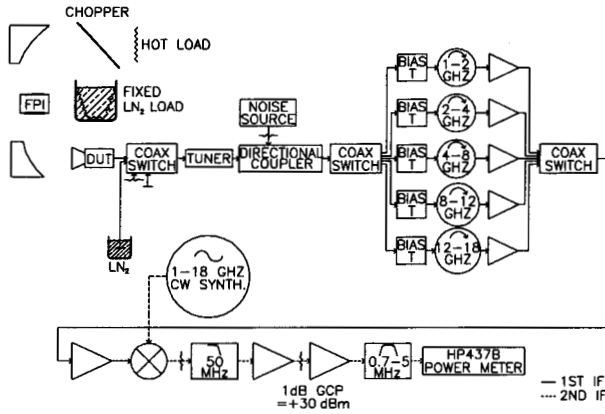 CHOPPER
HOT LOAD
FIXED
LN₂ LOAD
FPI
NOISE
SOURCE
DUT
COAX
SWITCH
TUNER
DIRECTIONAL
COUPLER
COAX
SWITCH
BIAS
T
1-2
GHZ
BIAS
T
2-4
GHZ
BIAS
T
4-8
GHZ
BIAS
T
8-12
GHZ
BIAS
T
12-18
GHZ
COAX
SWITCH
LN₂
1-18 GHZ
CW SYNTH.
50
MHz
1dB GCP
=+30 dBm
0.7-5
MHz
HP437B
POWER METER
1ST IF
2ND IF